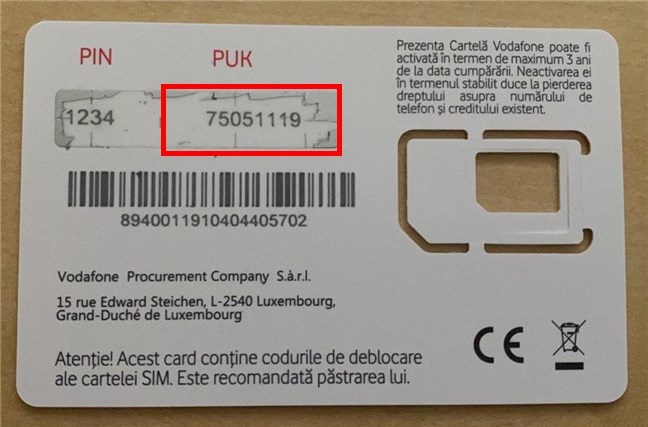 PIN PUK
1234 75051119
8940011910404405702
Prezenta Cartelă Vodafone poate fi
activată în termen de maximum 3 ani
de la data cumpărării. Neactivarea ei
în termenul stabilit duce la pierderea
dreptului asupra numărului de
telefon și creditului existent.
Vodafone Procurement Company S.à.r.l.
15 rue Edward Steichen, L-2540 Luxembourg,
Grand-Duché de Luxembourg
Atenție! Acest card conține codurile de deblocare
ale cartelei SIM. Este recomandată păstrarea lui.
CE